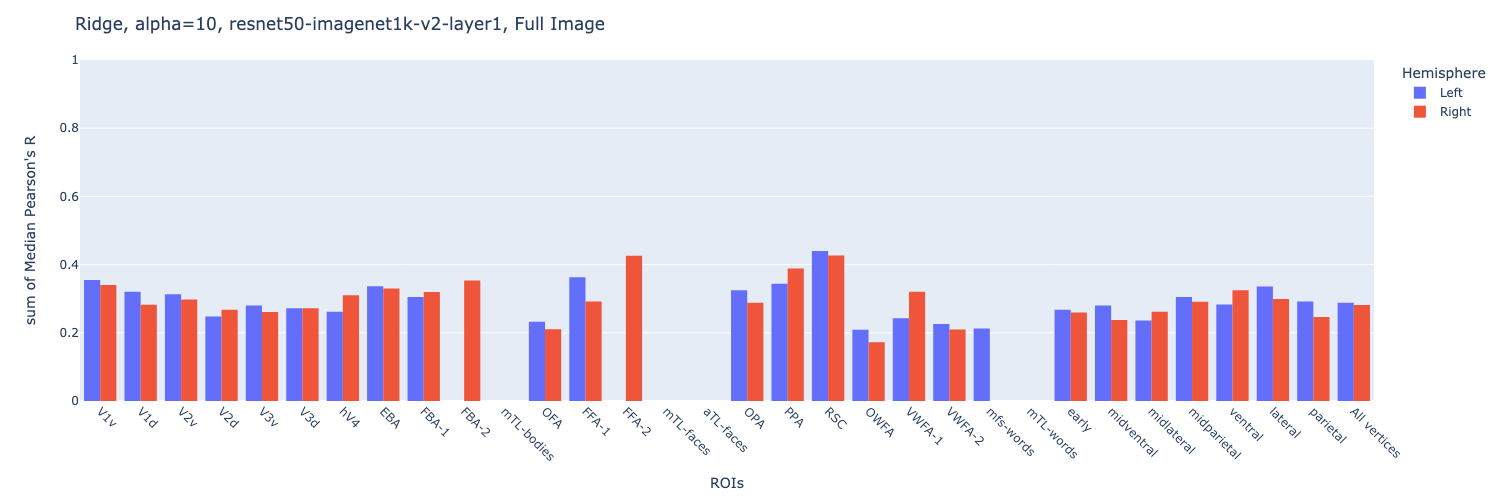 Ridge, alpha=10, resnet50-imagenet1k-v2-layer1, Full Image
Hemisphere
Left
Right
sum of Median Pearson's R
1
0.8
0.6
0.4
0.2
0
V1v
V1d
V2v
V2d
V3v
V3d
hV4
EBA
FBA-1
FBA-2
mTL-bodies
OFA
FFA-1
FFA-2
mTL-faces
aTL-faces
OPA
PPA
RSC
OWFA
VWFA-1
VWFA-2
mfs-words
mTL-words
early
midventral
midlateral
midparietal
ventral
lateral
parietal
All vertices
ROIs